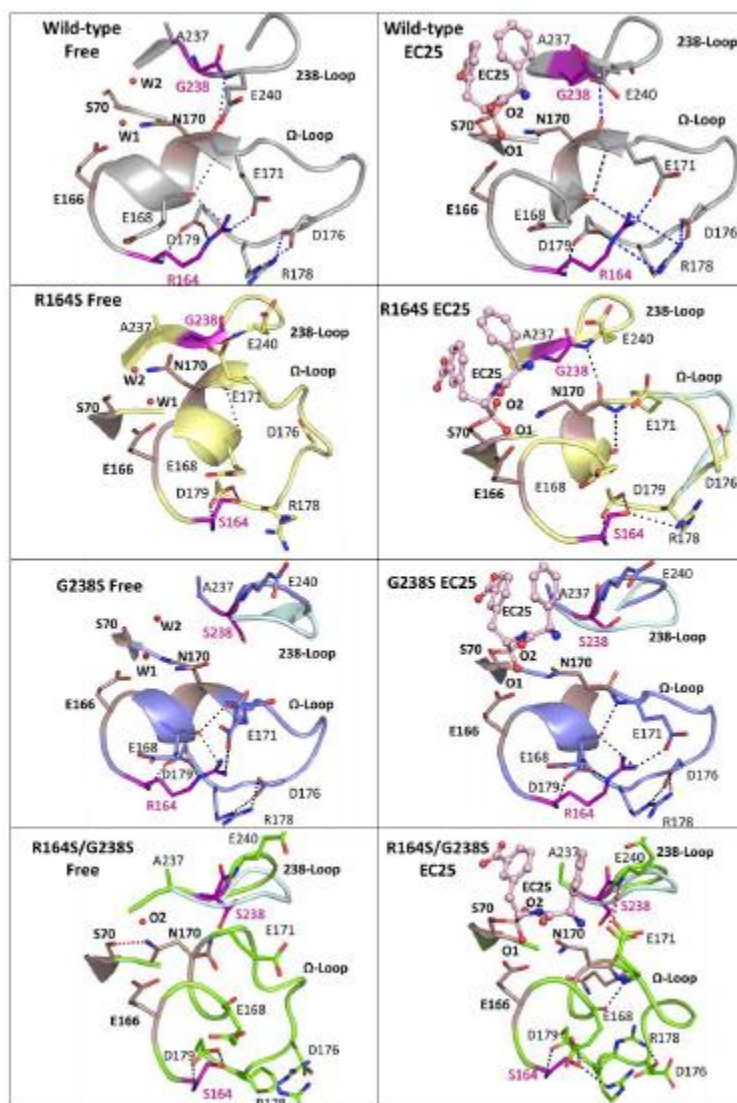 Wild-type
Free
A237
W2
G238
238-Loop
S70
E240
N170
W1
Ω-Loop
E166
E171
E168
D179
D176
R164
R178
Wild-type
EC25
A237
EC25
G238
E240
O2
S70
N170
Ω-Loop
O1
E171
E166
E168
D179
D176
R164
R178
R164S Free
G238
A237
238-Loop
E240
W2
N170
S70
W1
E171
Ω-Loop
D176
E166
E168
D179
R178
S164
R164S EC25
238-Loop
A237
E240
EC25
G238
N170
O2
Ω-Loop
S70
O1
E171
E166
E168
D176
D179
S164
R178
G238S Free
A237
E240
W2
S238
S70
W1
N170
238-Loop
E166
Ω-Loop
E168
E171
D179
R164
D176
R178
G238S EC25
E240
A237
EC25
S238
238-Loop
S70
O2
N170
O1
Ω-Loop
E166
E171
E168
D179
D176
R164
R178
R164S/G238S
Free
E240
A237
238-Loop
O2
S238
S70
N170
E171
Ω-Loop
E166
E168
D179
D176
S164
R178
R164S/G238S
EC25
A237
E240
238-Loop
EC25
O2
S238
S70
N170
O1
E171
Ω-Loop
E166
E168
D179
R178
S164
D176